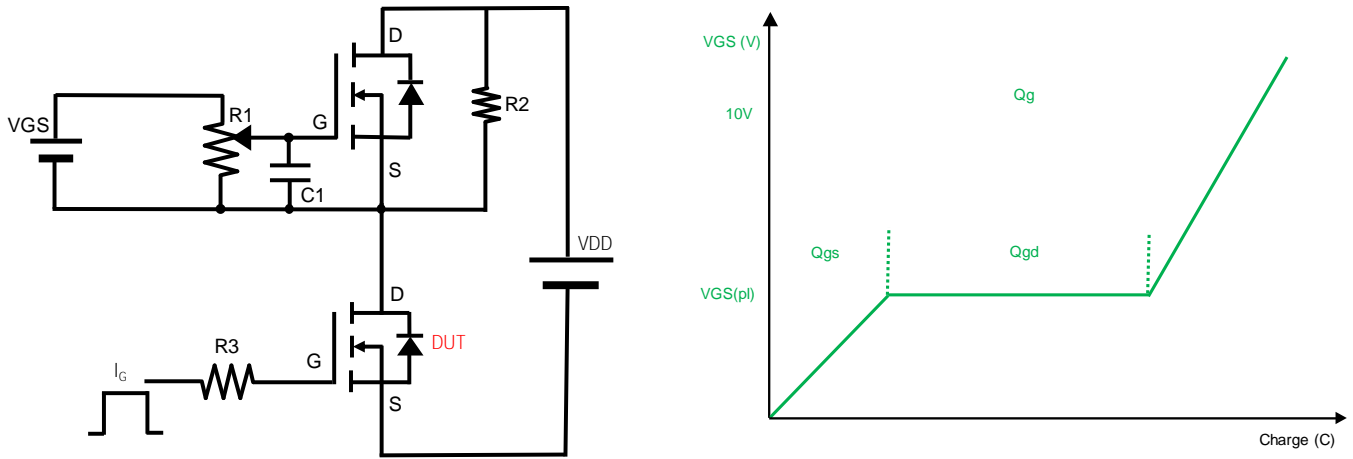 D
G
S
VGS
R1
C1
R2
VDD
D
G
S
DUT
R3
IG
VGS (V)
10V
Qg
Qgs
Qgd
VGS(pl)
Charge (C)